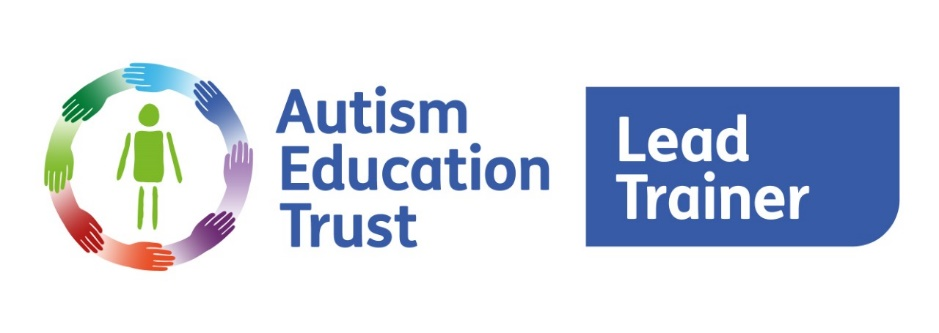 Autism
Education
Trust
Lead
Trainer